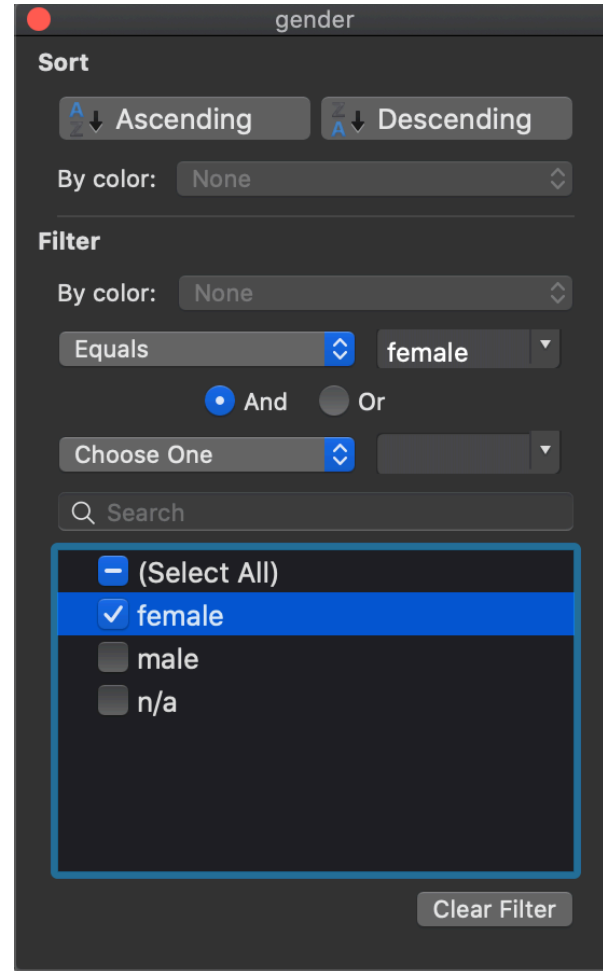 gender
Sort
Ascending Descending
By color: None
Filter
By color: None
Equals female
And Or
Choose One
Search
(Select All)
female
male
n/a
Clear Filter